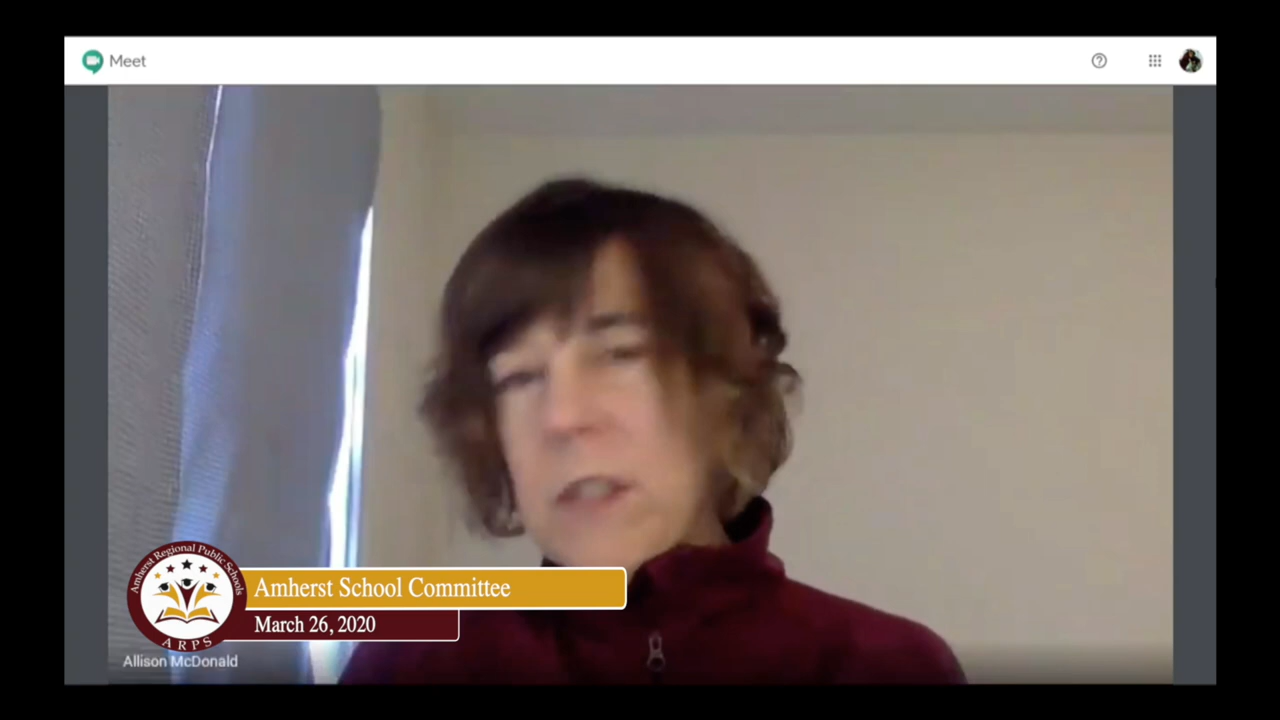 Meet
Amherst Regional Public Schools
ARPS
Amherst School Committee
March 26, 2020
Allison McDonald